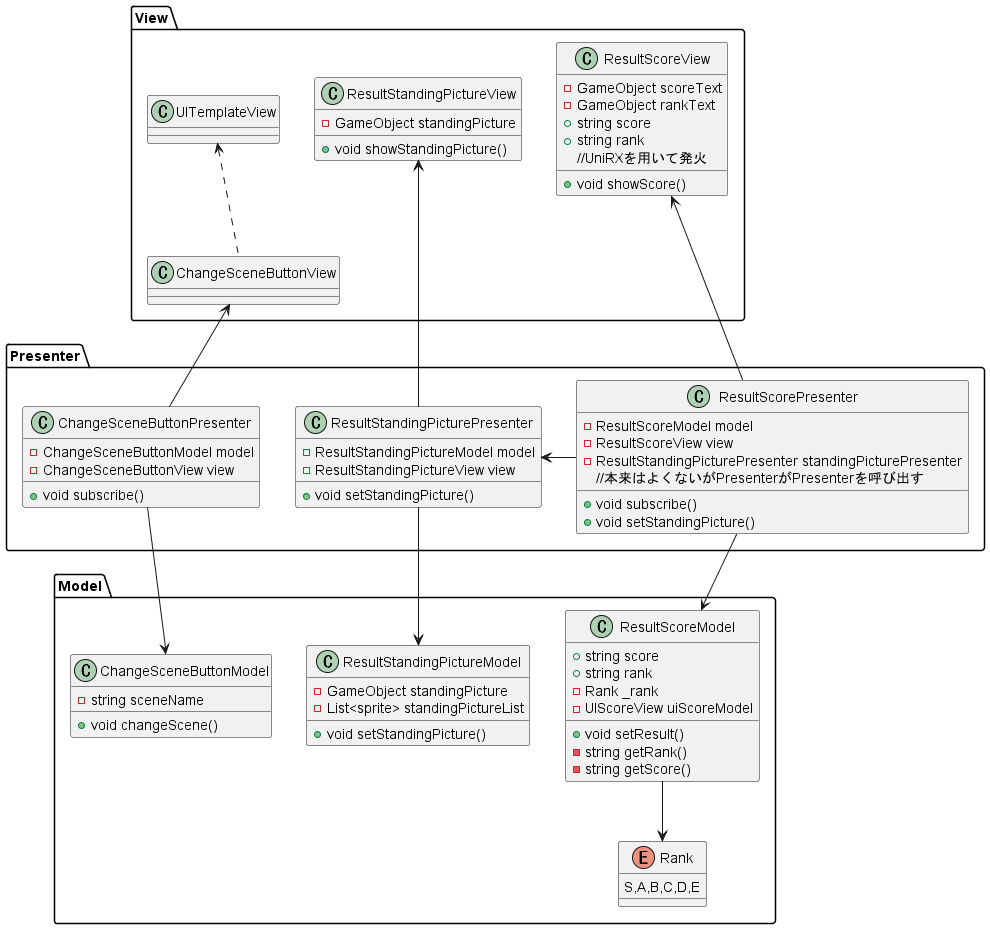 View
UITemplateView
ResultStandingPictureView
GameObject standingPicture
void showStandingPicture()
ResultScoreView
GameObject scoreText
GameObject rankText
string score
string rank
//UniRXを用いて発火
void showScore()
ChangeSceneButtonView
Presenter
ChangeSceneButtonPresenter
ChangeSceneButtonModel model
ChangeSceneButtonView view
void subscribe()
ResultStandingPicturePresenter
ResultStandingPictureModel model
ResultStandingPictureView view
void setStandingPicture()
ResultScorePresenter
ResultScoreModel model
ResultScoreView view
ResultStandingPicturePresenter standingPicturePresenter
//本来はよくないがPresenterがPresenterを呼び出す
void subscribe()
void setStandingPicture()
Model
ChangeSceneButtonModel
string sceneName
void changeScene()
ResultStandingPictureModel
GameObject standingPicture
List<sprite> standingPictureList
void setStandingPicture()
ResultScoreModel
string score
string rank
Rank _rank
UIScoreView uiScoreModel
void setResult()
string getRank()
string getScore()
Rank
S,A,B,C,D,E